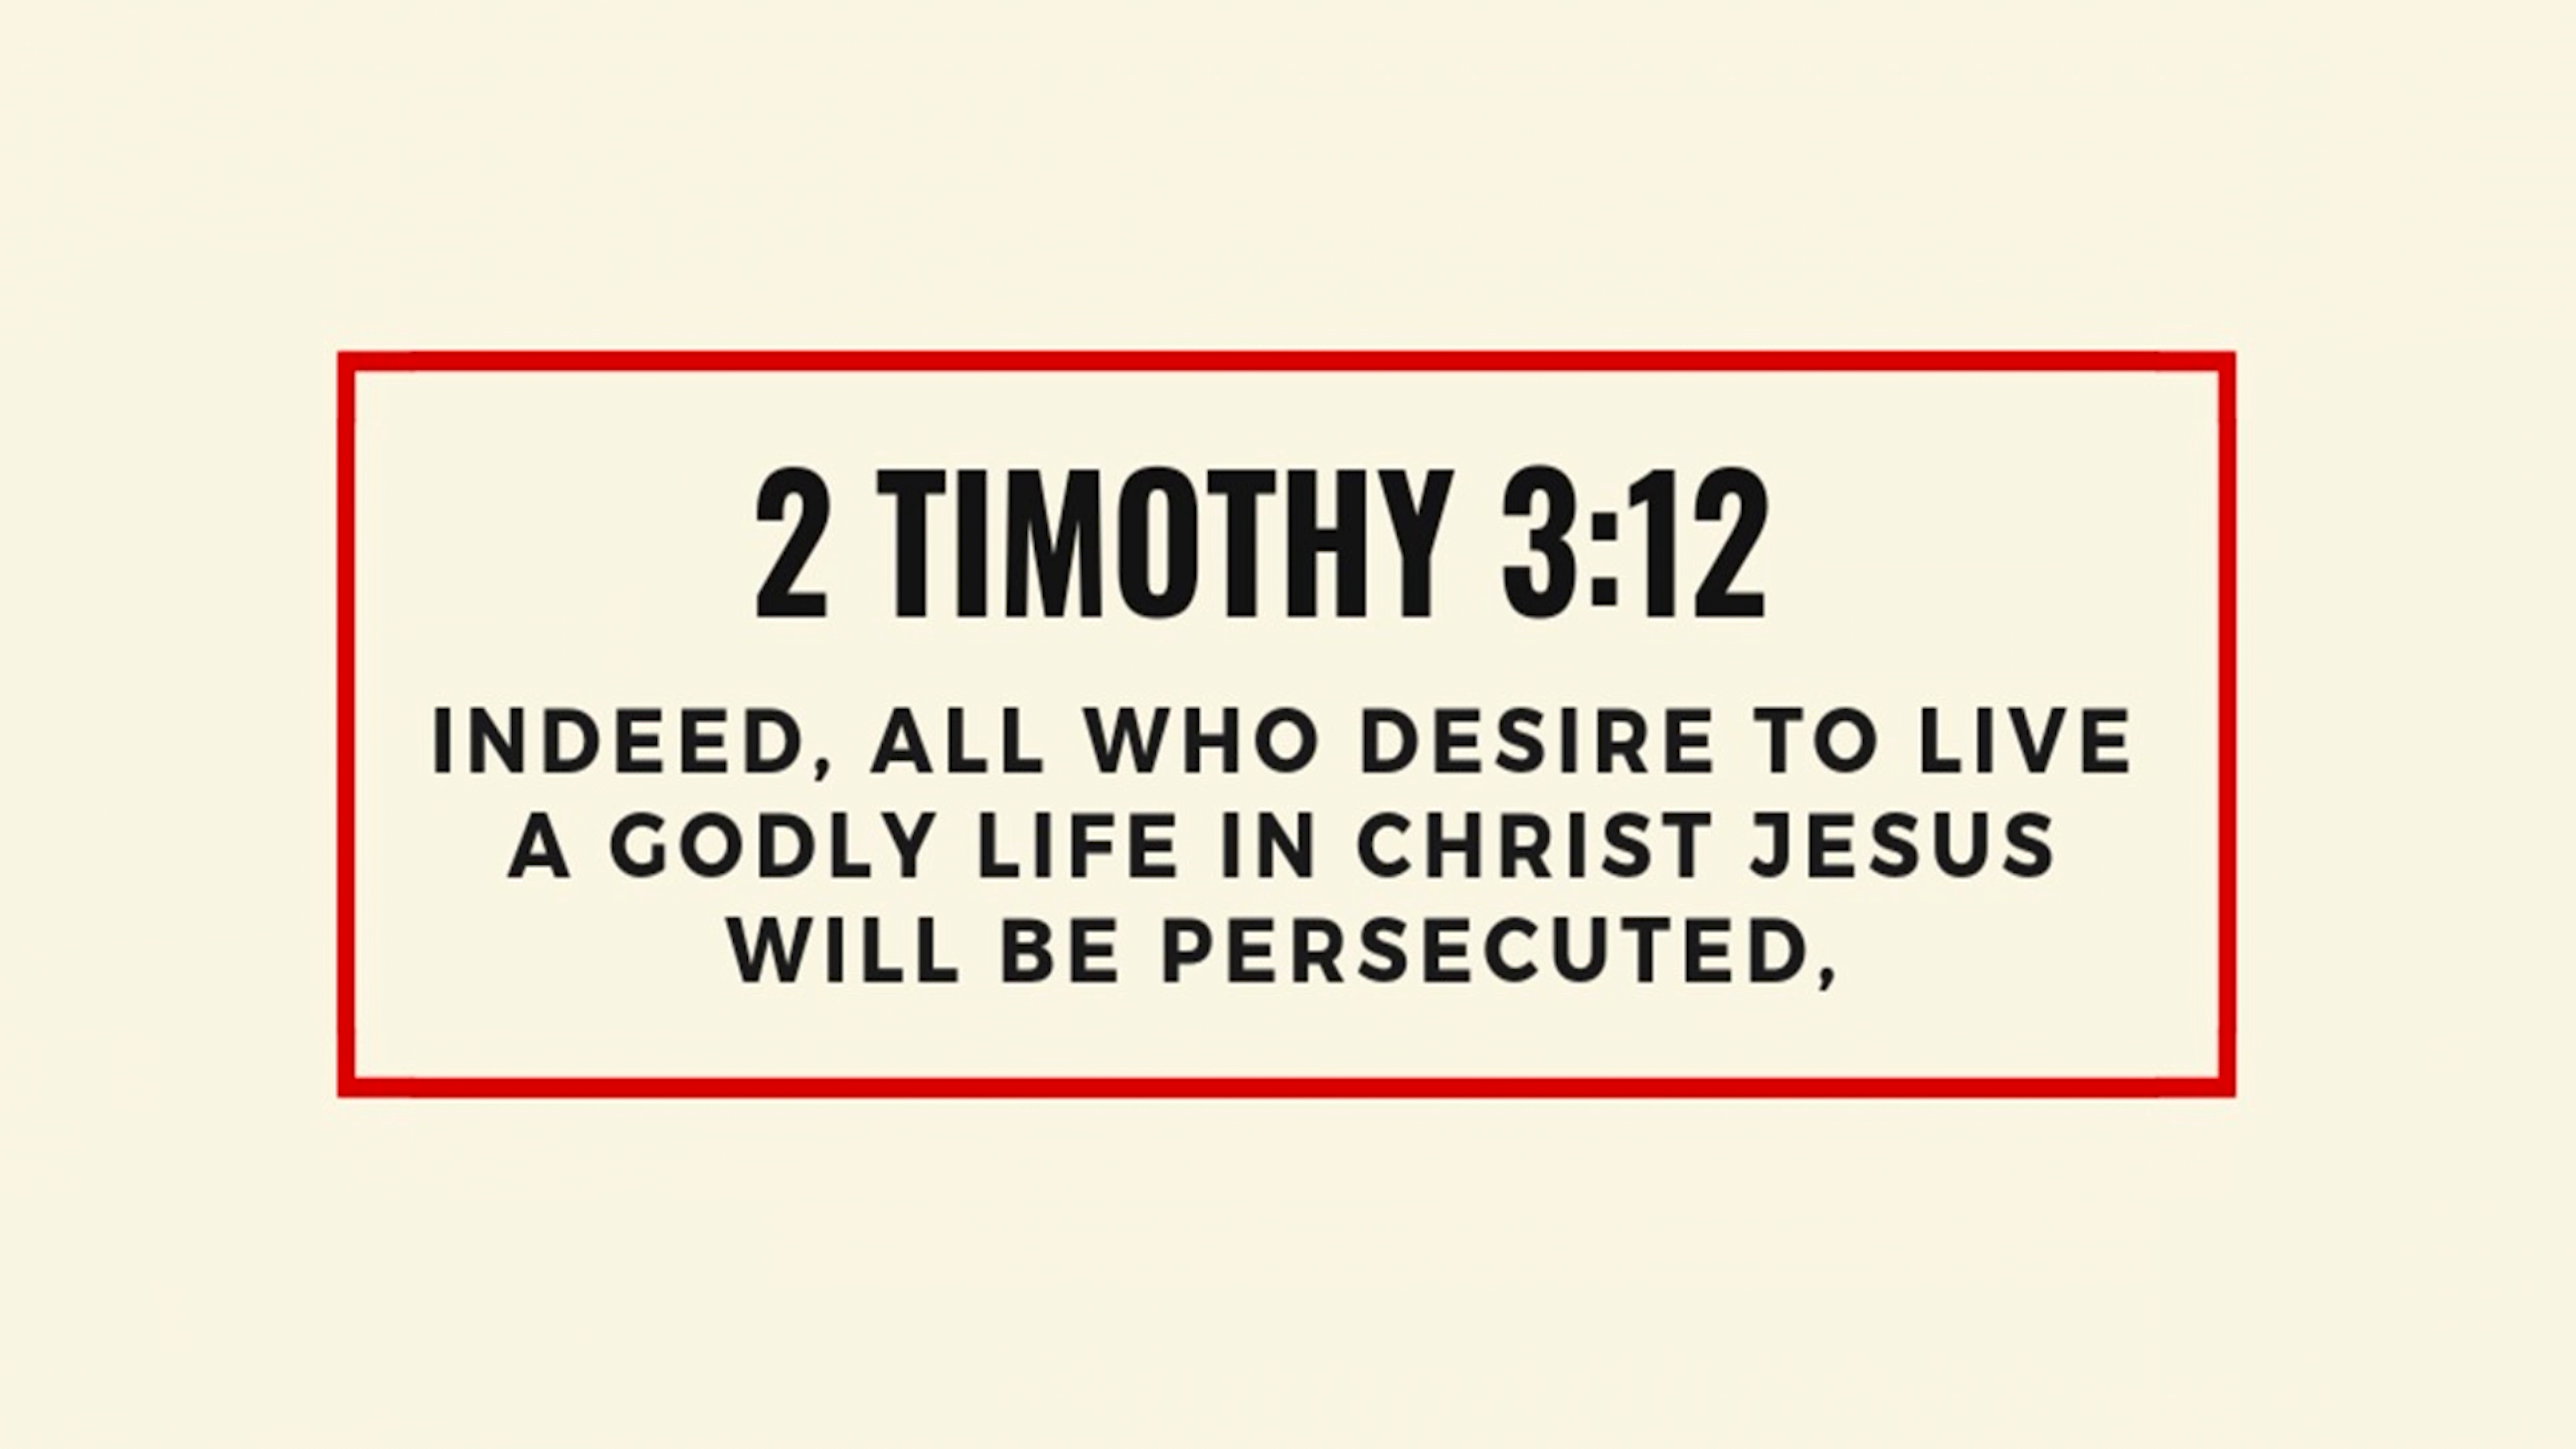 2 TIMOTHY 3:12
INDEED, ALL WHO DESIRE TO LIVE
A GODLY LIFE IN CHRIST JESUS
WILL BE PERSECUTED,